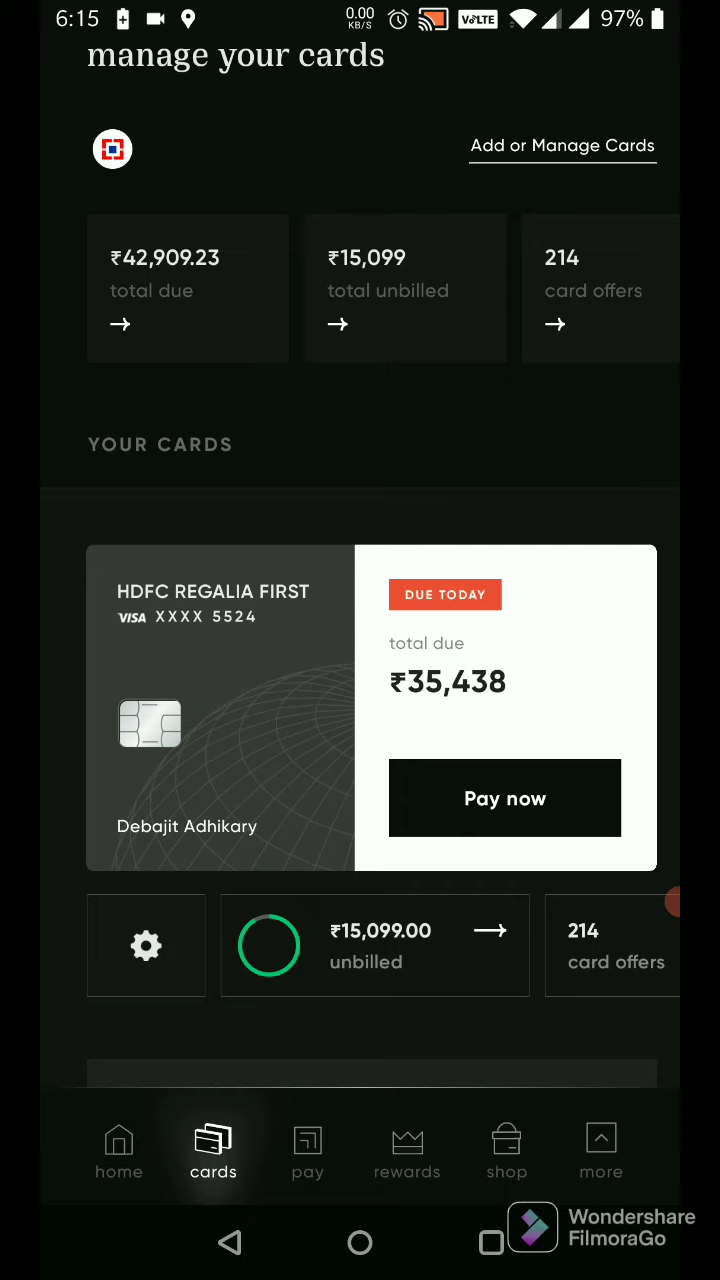 6:15
0.00
KB/S
VoLTE
97%
manage your cards
Add or Manage Cards
₹42,909.23
total due
₹15,099
total unbilled
214
card offers
YOUR CARDS
HDFC REGALIA FIRST
VISA XXXX 5524
Debajit Adhikary
DUE TODAY
total due
₹35,438
Pay now
₹15,099.00
unbilled
214
card offers
home
cards
pay
rewards
shop
more
Wondershare
FilmoraGo